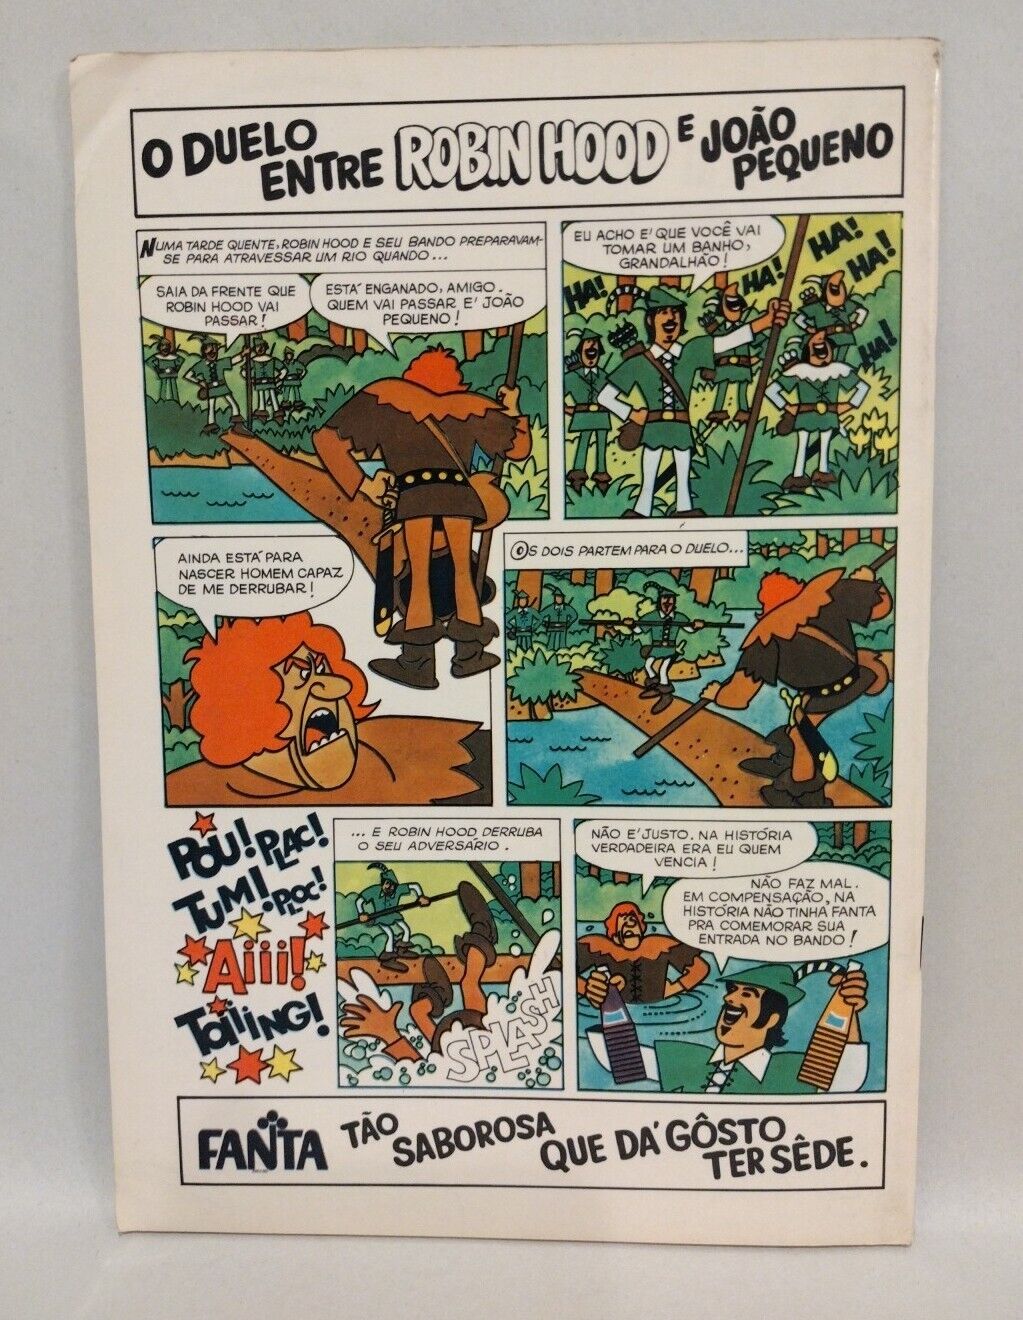 O DUELO
ENTRE
ROBIN HOOD
E JOÃO
PEQUENO
NUMA TARDE QUENTE, ROBIN HOOD E SEU BANDO PREPARAVAM-
SE PARA ATRAVESSAR UM RIO QUANDO...
SAIA DA FRENTE QUE
ROBIN HOOD VAI
PASSAR!
ESTÁ ENGANADO, AMIGO.
QUEM VAI PASSAR E' JOÃO
PEQUENO!
EU ACHO E' QUE VOCÊ VAI
TOMAR UM BANHO,
GRANDALHÃO!
HA!
HA!
HA!
HA!
HA!
HA!
AINDA ESTÁ PARA
NASCER HOMEM CAPAZ
DE ME DERRUBAR!
OS DOIS PARTEM PARA O DUELO...
POU! PLAC!
TUM! POC!
AIII!
TOIIING!
... E ROBIN HOOD DERRUBA
O SEU ADVERSÁRIO.
SPLASH
NÃO E' JUSTO. NA HISTÓRIA
VERDADEIRA ERA EU QUEM
VENCIA!
NÃO FAZ MAL.
EM COMPENSAÇÃO, NA
HISTÓRIA NÃO TINHA FANTA
PRA COMEMORAR SUA
ENTRADA NO BANDO!
FANTA
TÃO
SABOROSA
QUE DA' GÔSTO
TER SÊDE.